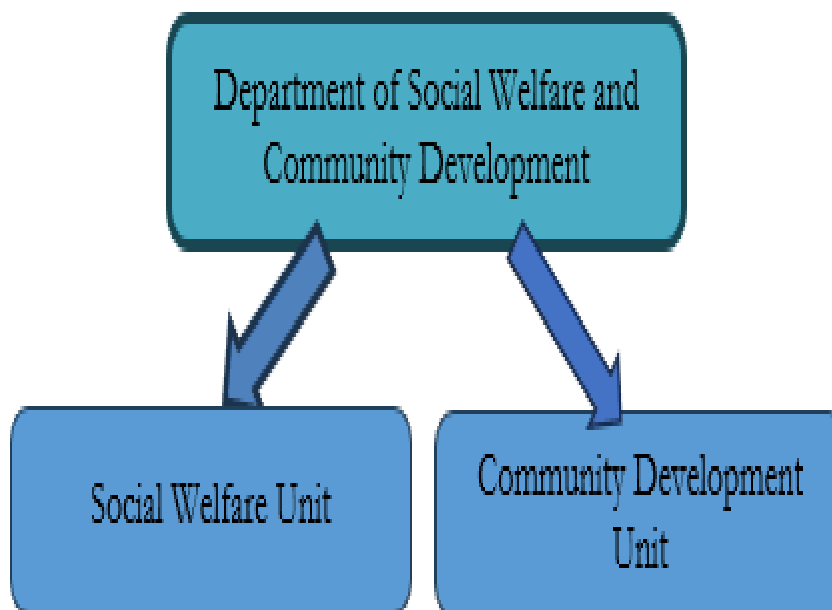 Department of Social Welfare and
Community Development
Social Welfare Unit
Community Development
Unit